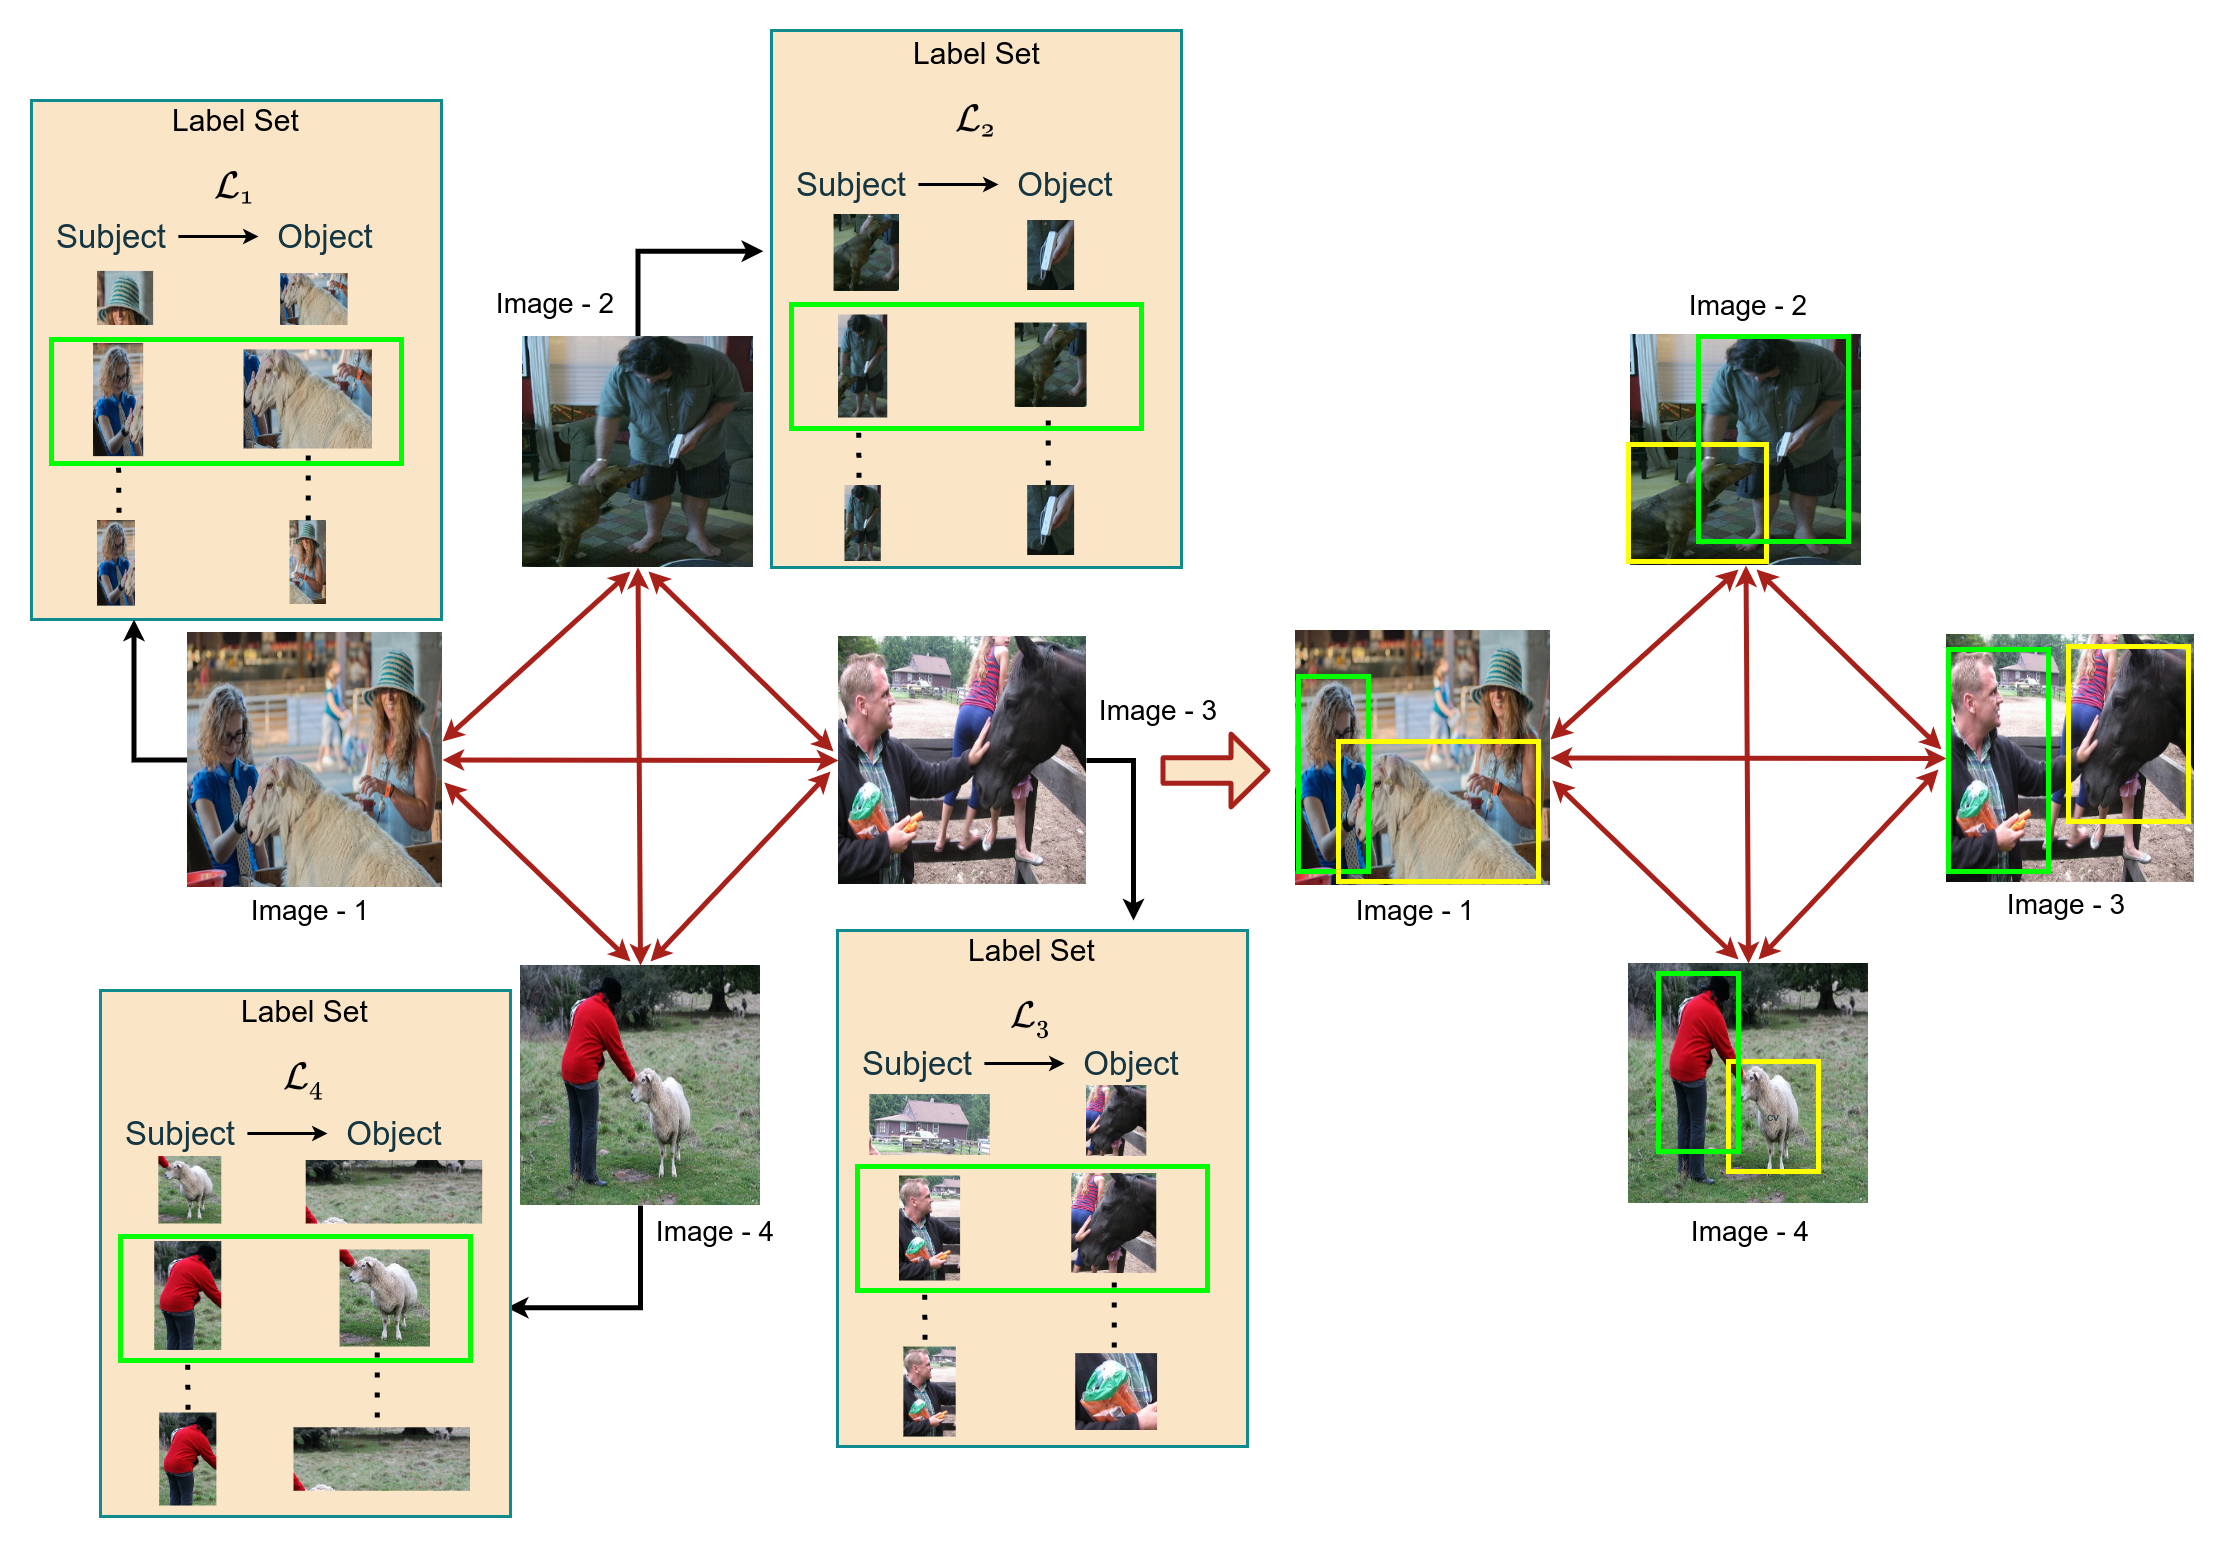 Label Set
ℒ₁
Subject → Object
Image - 1
Label Set
ℒ₂
Subject → Object
Image - 2
Image - 3
Label Set
ℒ₃
Subject → Object
Label Set
ℒ₄
Subject → Object
Image - 4
Image - 2
Image - 1
Image - 3
cv
Image - 4